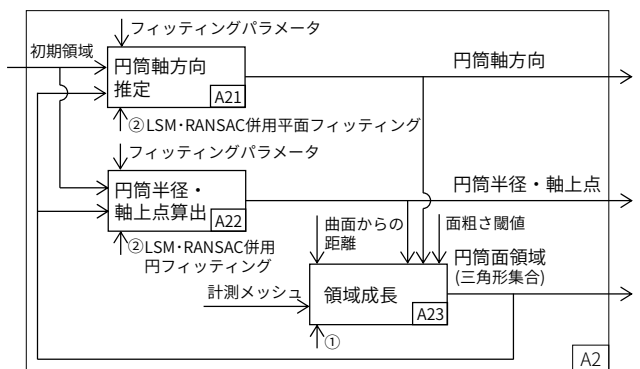 フィッティングパラメータ
初期領域
円筒軸方向
推定
A21
円筒軸方向
②LSM･RANSAC併用平面フィッティング
フィッティングパラメータ
円筒半径・
軸上点算出
A22
円筒半径・軸上点
②LSM･RANSAC併用
円フィッティング
曲面からの
距離
面粗さ閾値
円筒面領域
(三角形集合)
計測メッシュ
領域成長
A23
①
A2